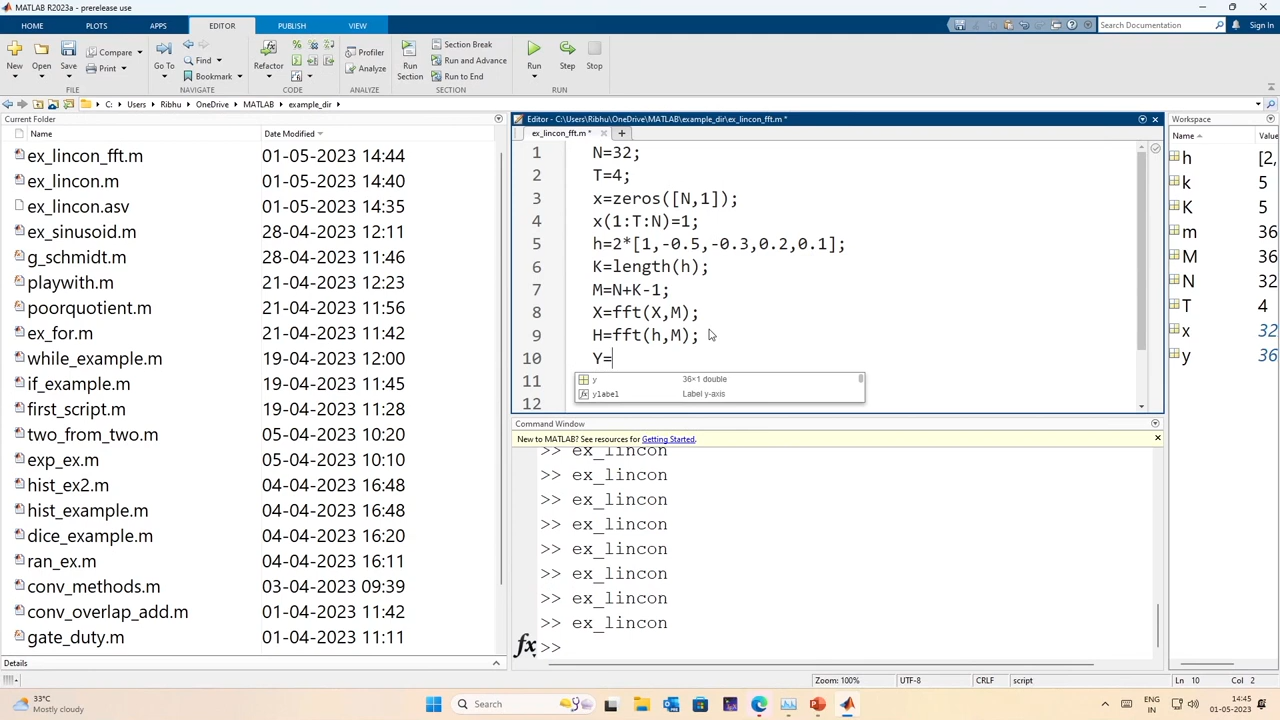 MATLAB R2023a - prerelease use
HOME PLOTS APPS EDITOR PUBLISH VIEW Search Documentation Sign In
New Open Save Compare Print Go To Find Bookmark Refactor Profiler Analyze Run Section Section Break Run and Advance Run to End Run Step Stop
FILE NAVIGATE CODE ANALYZE SECTION RUN
C: Users Ribhu OneDrive MATLAB example_dir
Current Folder
Name Date Modified
ex_lincon_fft.m 01-05-2023 14:44
ex_lincon.m 01-05-2023 14:40
ex_lincon.asv 01-05-2023 14:35
ex_sinusoid.m 28-04-2023 12:11
g_schmidt.m 28-04-2023 11:46
playwith.m 21-04-2023 12:23
poorquotient.m 21-04-2023 11:56
ex_for.m 21-04-2023 11:42
while_example.m 19-04-2023 12:00
if_example.m 19-04-2023 11:45
first_script.m 19-04-2023 11:28
two_from_two.m 05-04-2023 10:20
exp_ex.m 05-04-2023 10:10
hist_ex2.m 04-04-2023 16:48
hist_example.m 04-04-2023 16:48
dice_example.m 04-04-2023 16:20
ran_ex.m 04-04-2023 16:11
conv_methods.m 03-04-2023 09:39
conv_overlap_add.m 01-04-2023 11:42
gate_duty.m 01-04-2023 11:11
Details
Editor - C:\Users\Ribhu\OneDrive\MATLAB\example_dir\ex_lincon_fft.m *
ex_lincon_fft.m *
1 N=32;
2 T=4;
3 x=zeros([N,1]);
4 x(1:T:N)=1;
5 h=2*[1,-0.5,-0.3,0.2,0.1];
6 K=length(h);
7 M=N+K-1;
8 X=fft(X,M);
9 H=fft(h,M);
10 Y=
11
12
y 36×1 double
ylabel Label y-axis
Command Window
New to MATLAB? See resources for Getting Started.
>> ex_lincon
>> ex_lincon
>> ex_lincon
>> ex_lincon
>> ex_lincon
>> ex_lincon
>> ex_lincon
>> ex_lincon
fx >>
Workspace
Name Value
h [2,
k 5
K 5
m 36
M 36
N 32
T 4
x 32
y 36
Zoom: 100% UTF-8 CRLF script Ln 10 Col 2
33°C
Mostly cloudy
Search
ENG
IN
14:45
01-05-2023